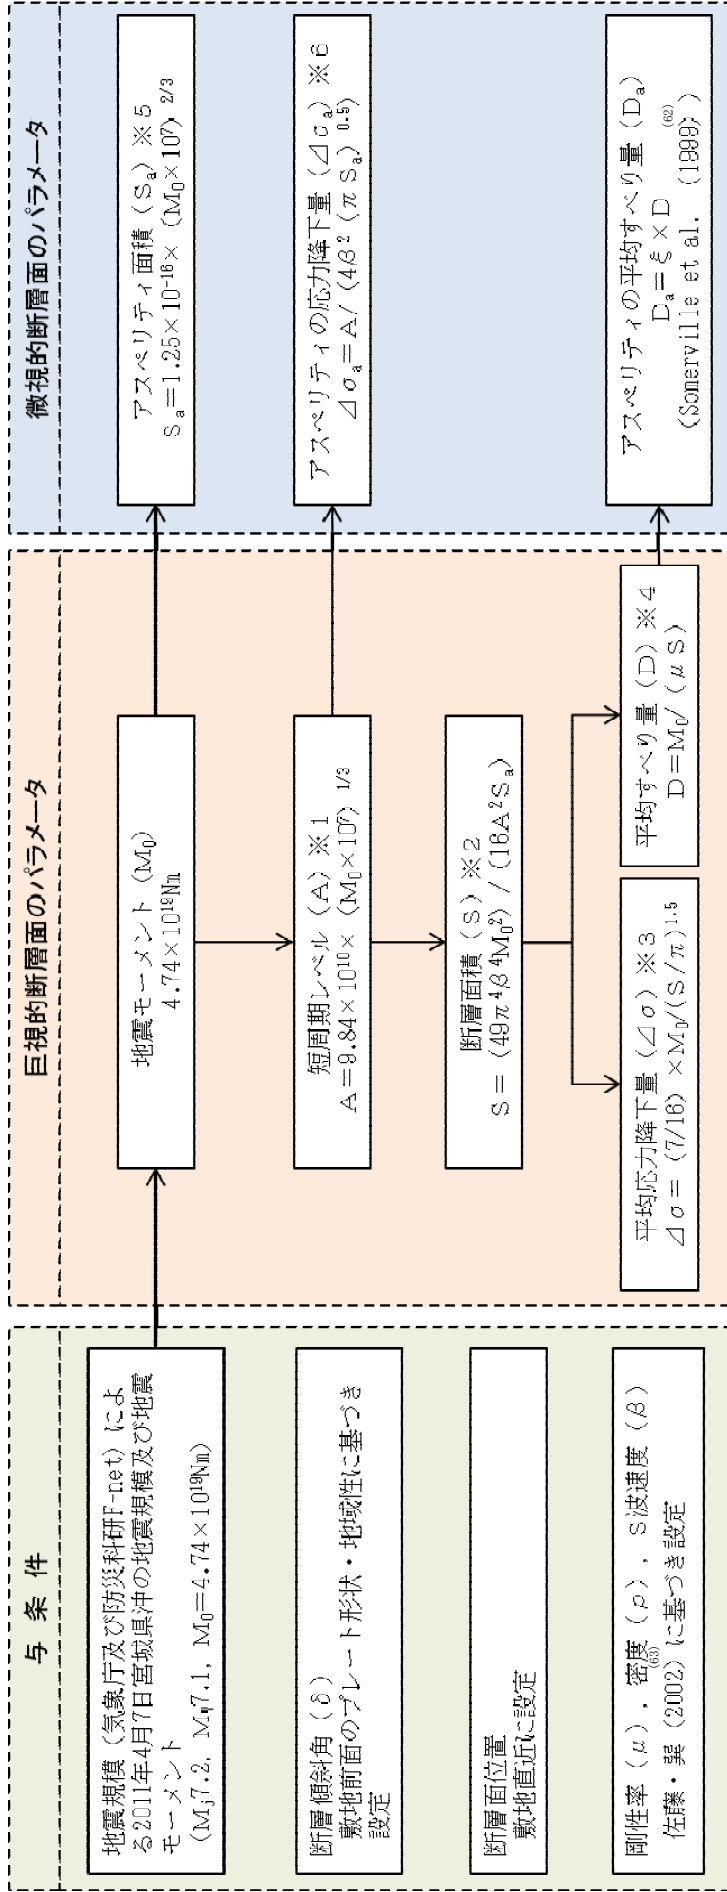 与 条 件
地震規模（気象庁及び防災科研F-net）によ
る2011年4月7日宮城県沖の地震規模及び地震
モーメント
（MJ7.2, Mw7.1, M₀=4.74×10¹⁹Nm）
断層傾斜角（δ）
敷地前面のプレート形状・地域性に基づき
設定
断層面位置
敷地直近に設定
剛性率（μ），密度（ρ），S波速度（β）
佐藤・巽（2002）⁽⁶³⁾に基づき設定
巨視的断層面のパラメータ
地震モーメント（M₀）
4.74×10¹⁹Nm
短周期レベル（A）※1
A=9.84×10¹⁰×（M₀×10⁷）¹/³
断層面積（S）※2
S=（49π⁴β⁴M₀²）/（16A²Sₐ）
平均応力降下量（⊿σ）※3
⊿σ=（7/16）×M₀/(S/π)¹·⁵
平均すべり量（D）※4
D=M₀/（μS）
微視的断層面のパラメータ
アスペリティ面積（Sₐ）※5
Sₐ=1.25×10⁻¹⁶×（M₀×10⁷）²/³
アスペリティの応力降下量（⊿σₐ）※6
⊿σₐ=A/（4β²（πSₐ）⁰·⁵）
アスペリティの平均すべり量（Dₐ）
Dₐ=ξ×D
(Somerville et al.（1999）⁽⁶²⁾)